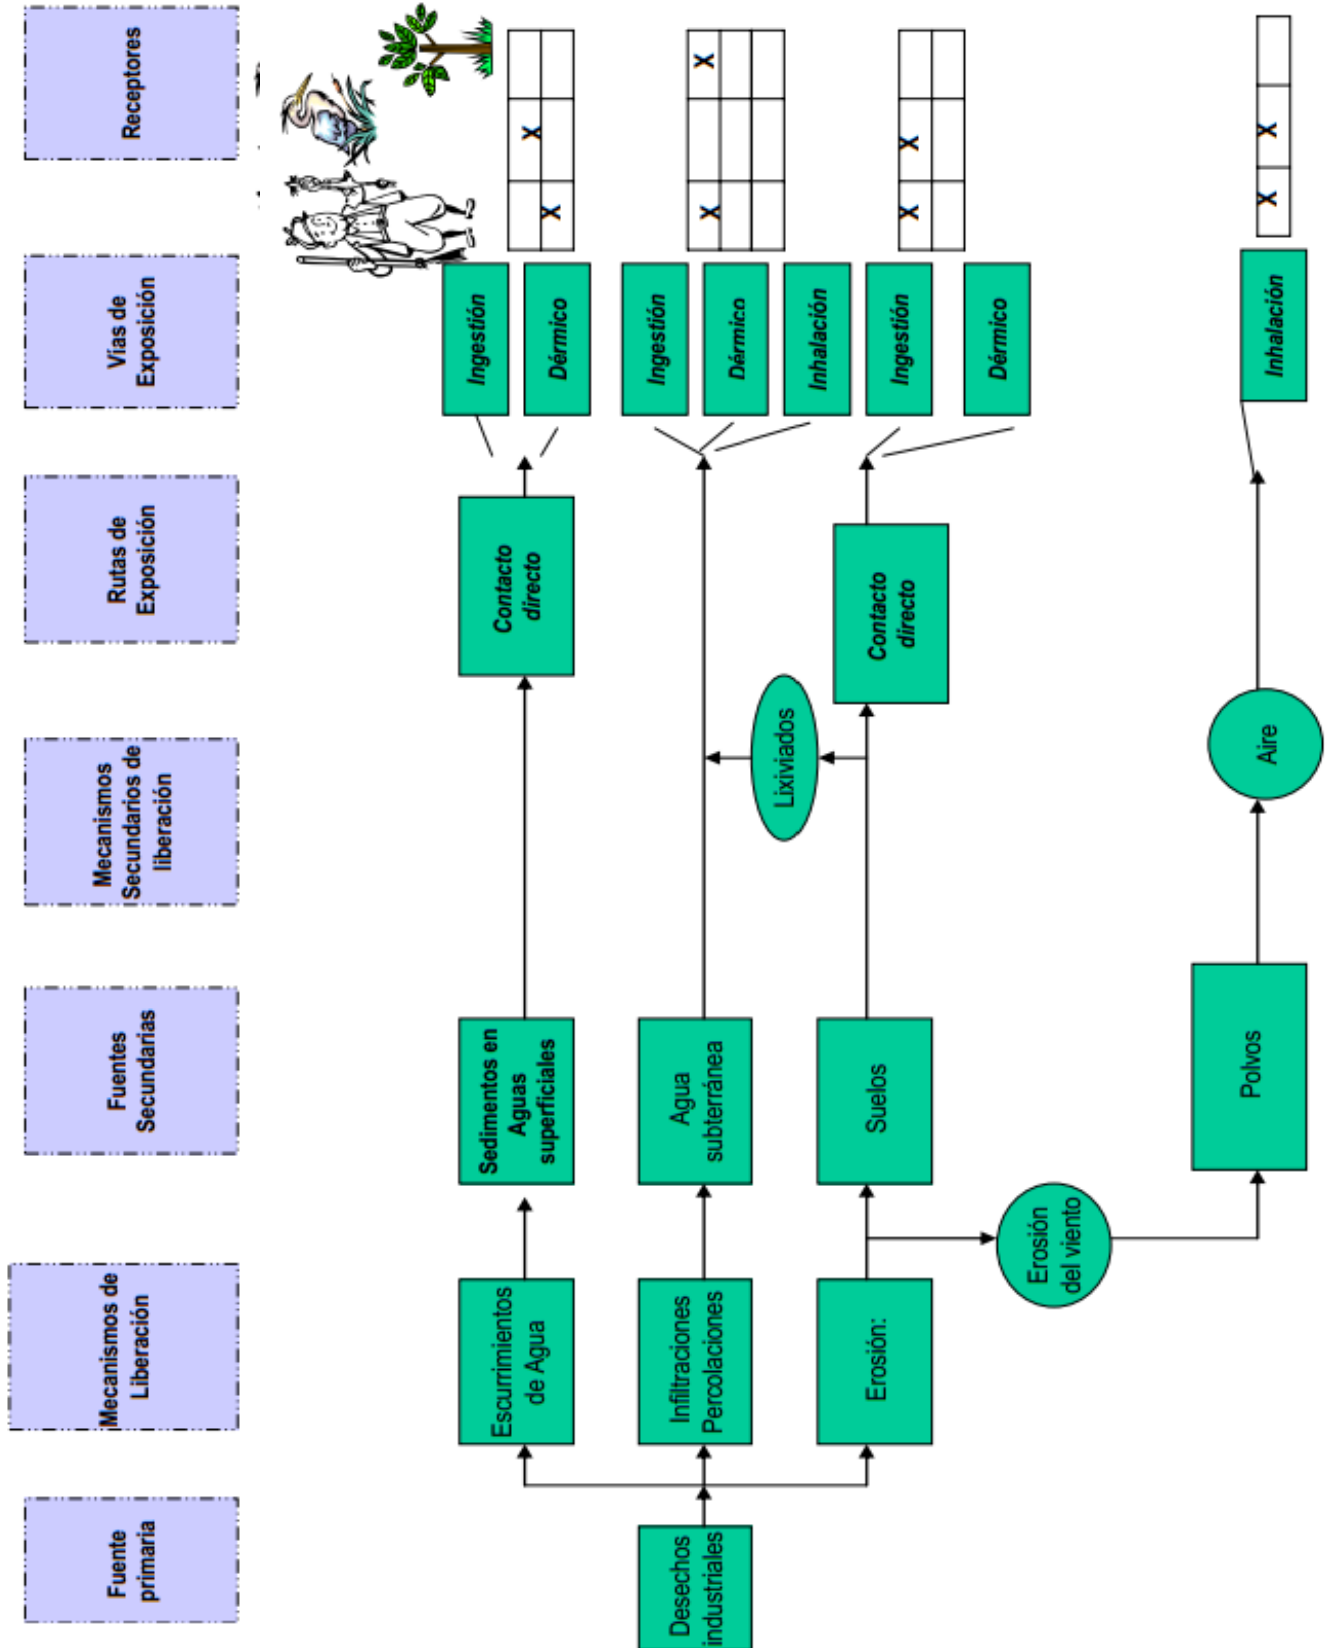 Fuente
primaria
Mecanismos de
Liberación
Fuentes
Secundarias
Mecanismos
Secundarios de
liberación
Rutas de
Exposición
Vías de
Exposición
Receptores
Desechos
industriales
Escurrimientos
de Agua
Sedimentos en
Aguas
superficiales
Contacto
directo
Ingestión
Dérmico
X
X
Infiltraciones
Percolaciones
Agua
subterránea
Lixiviados
Ingestión
Dérmico
Inhalación
X
X
Erosión:
Suelos
Contacto
directo
Ingestión
Dérmico
X
X
Erosión
del viento
Polvos
Aire
Inhalación
X
X